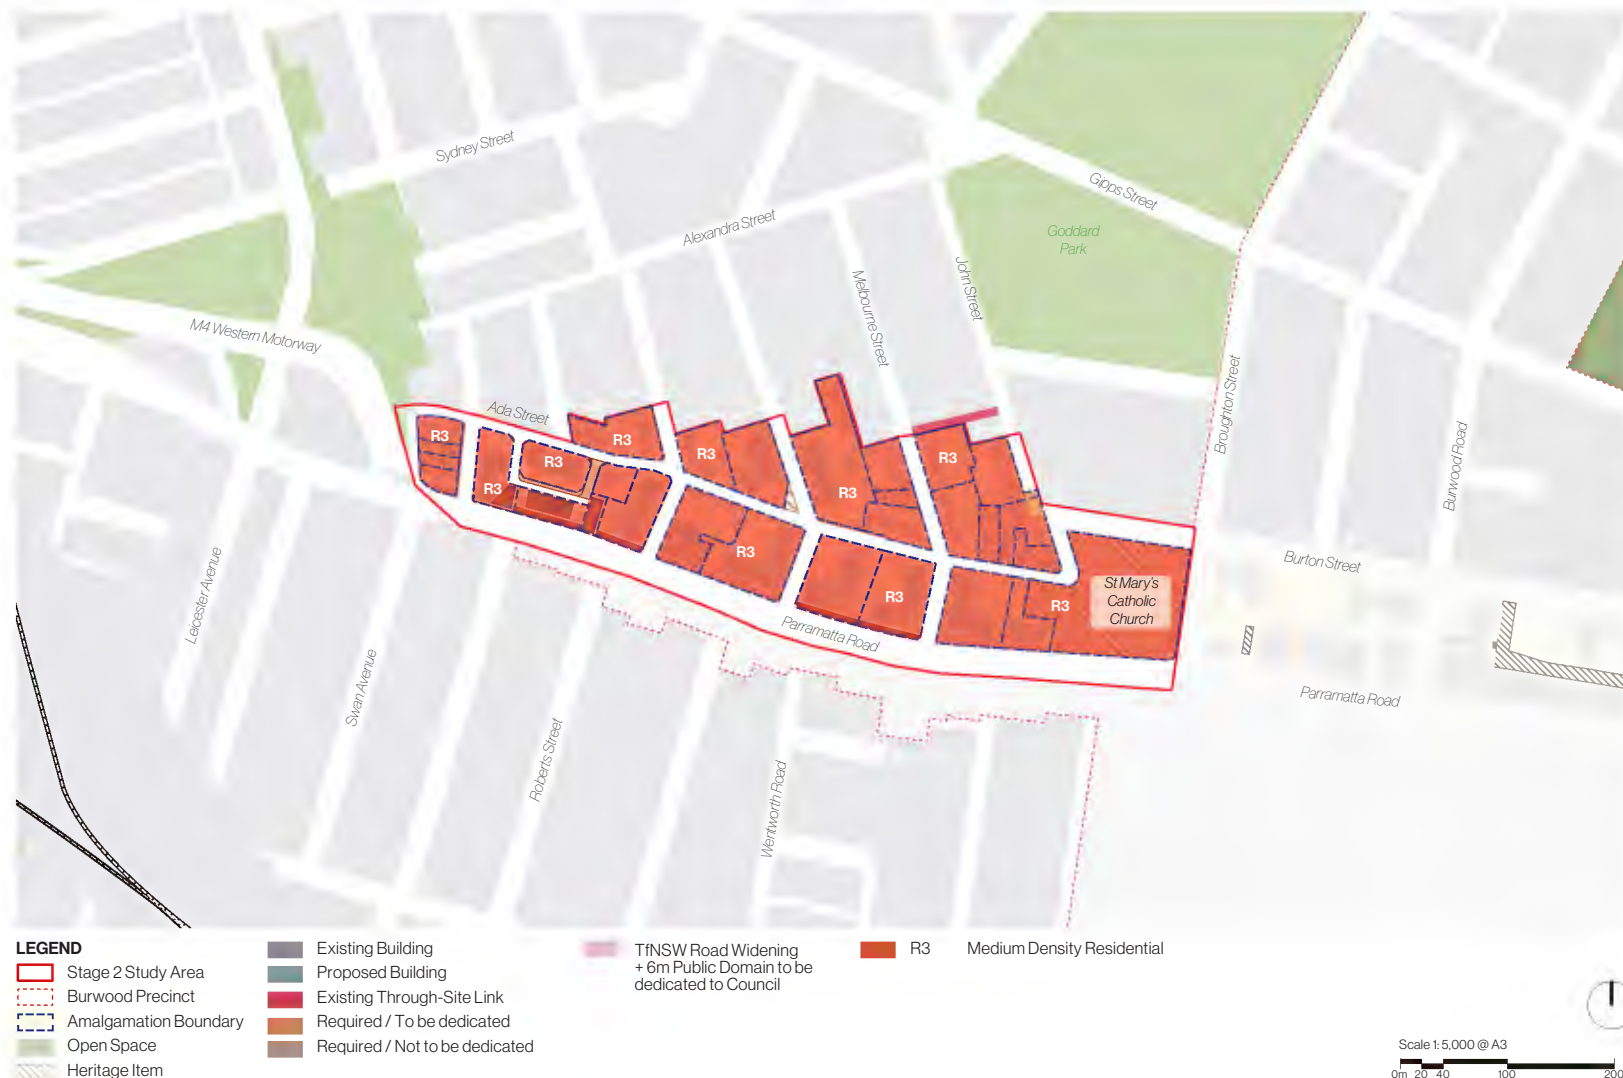 Sydney Street
Gipps Street
Alexandra Street
Goddard
Park
John Street
Melbourne Street
M4 Western Motorway
Broughton Street
Ada Street
Burwood Road
R3
R3
R3
R3
R3
R3
R3
R3
R3
R3
St Mary's
Catholic
Church
Burton Street
Leicester Avenue
Parramatta Road
Parramatta Road
Swan Avenue
Roberts Street
Wentworth Road
LEGEND
Stage 2 Study Area
Burwood Precinct
Amalgamation Boundary
Open Space
Heritage Item
Existing Building
Proposed Building
Existing Through-Site Link
Required / To be dedicated
Required / Not to be dedicated
TfNSW Road Widening
+ 6m Public Domain to be
dedicated to Council
R3 Medium Density Residential
Scale 1: 5,000 @ A3
0m 20 40 100 200